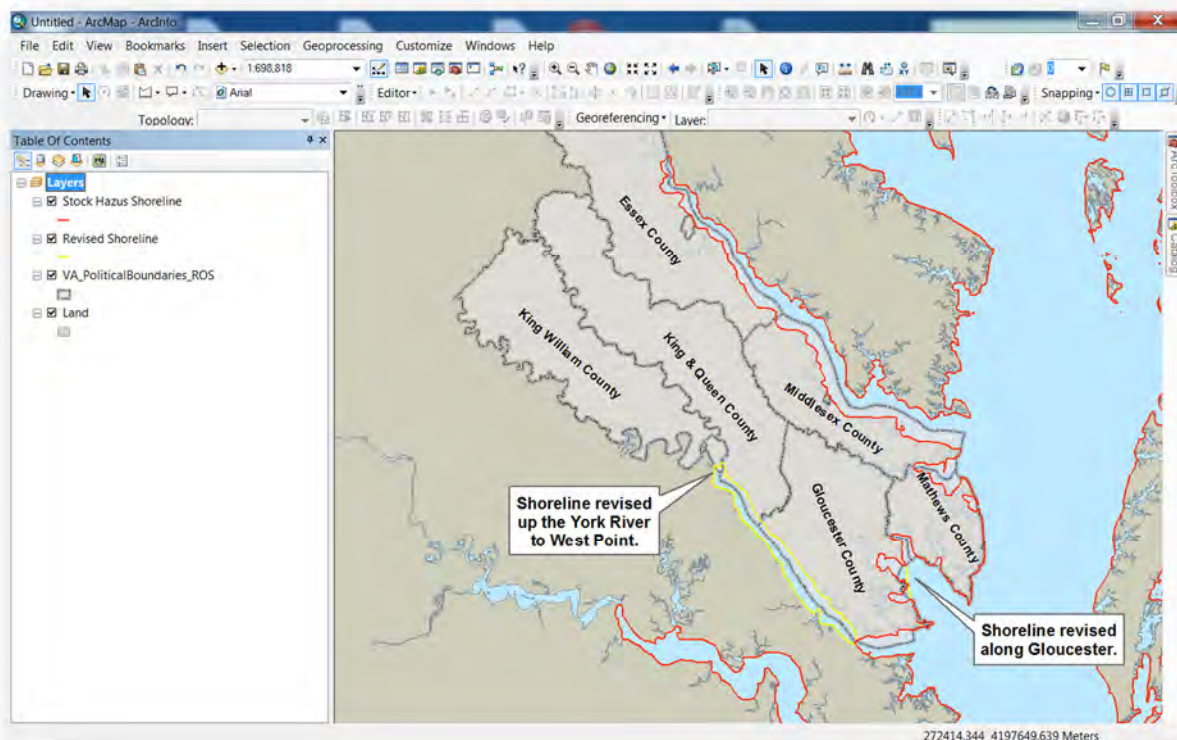 Untitled - ArcMap - ArcInfo
File Edit View Bookmarks Insert Selection Geoprocessing Customize Windows Help
1:698,818
Drawing
Arial
Editor
Snapping
Topology:
Georeferencing
Layer:
Table Of Contents
Layers
Stock Hazus Shoreline
Revised Shoreline
VA_PoliticalBoundaries_ROS
Land
ArcToolbox
Catalog
Essex County
King William County
King & Queen County
Middlesex County
Gloucester County
Mathews County
Shoreline revised
up the York River
to West Point.
Shoreline revised
along Gloucester.
272414.344 4197649.639 Meters